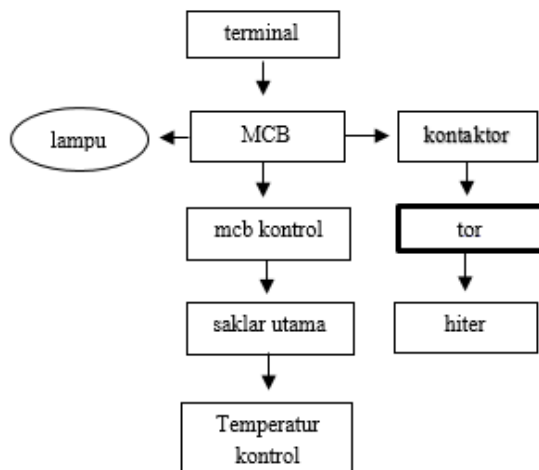 terminal
lampu
MCB
kontaktor
mcb kontrol
tor
saklar utama
hiter
Temperatur
kontrol